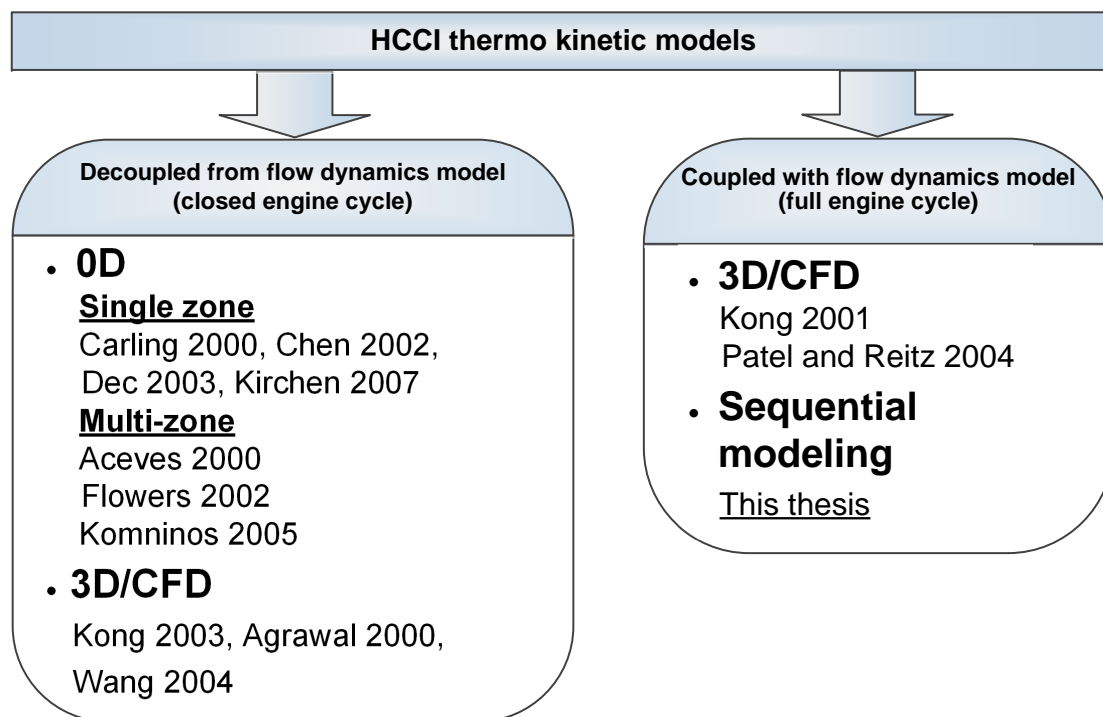 HCCI thermo kinetic models
Decoupled from flow dynamics model
(closed engine cycle)
• 0D
Single zone
Carling 2000, Chen 2002,
Dec 2003, Kirchen 2007
Multi-zone
Aceves 2000
Flowers 2002
Komninos 2005
• 3D/CFD
Kong 2003, Agrawal 2000,
Wang 2004
Coupled with flow dynamics model
(full engine cycle)
• 3D/CFD
Kong 2001
Patel and Reitz 2004
• Sequential
modeling
This thesis